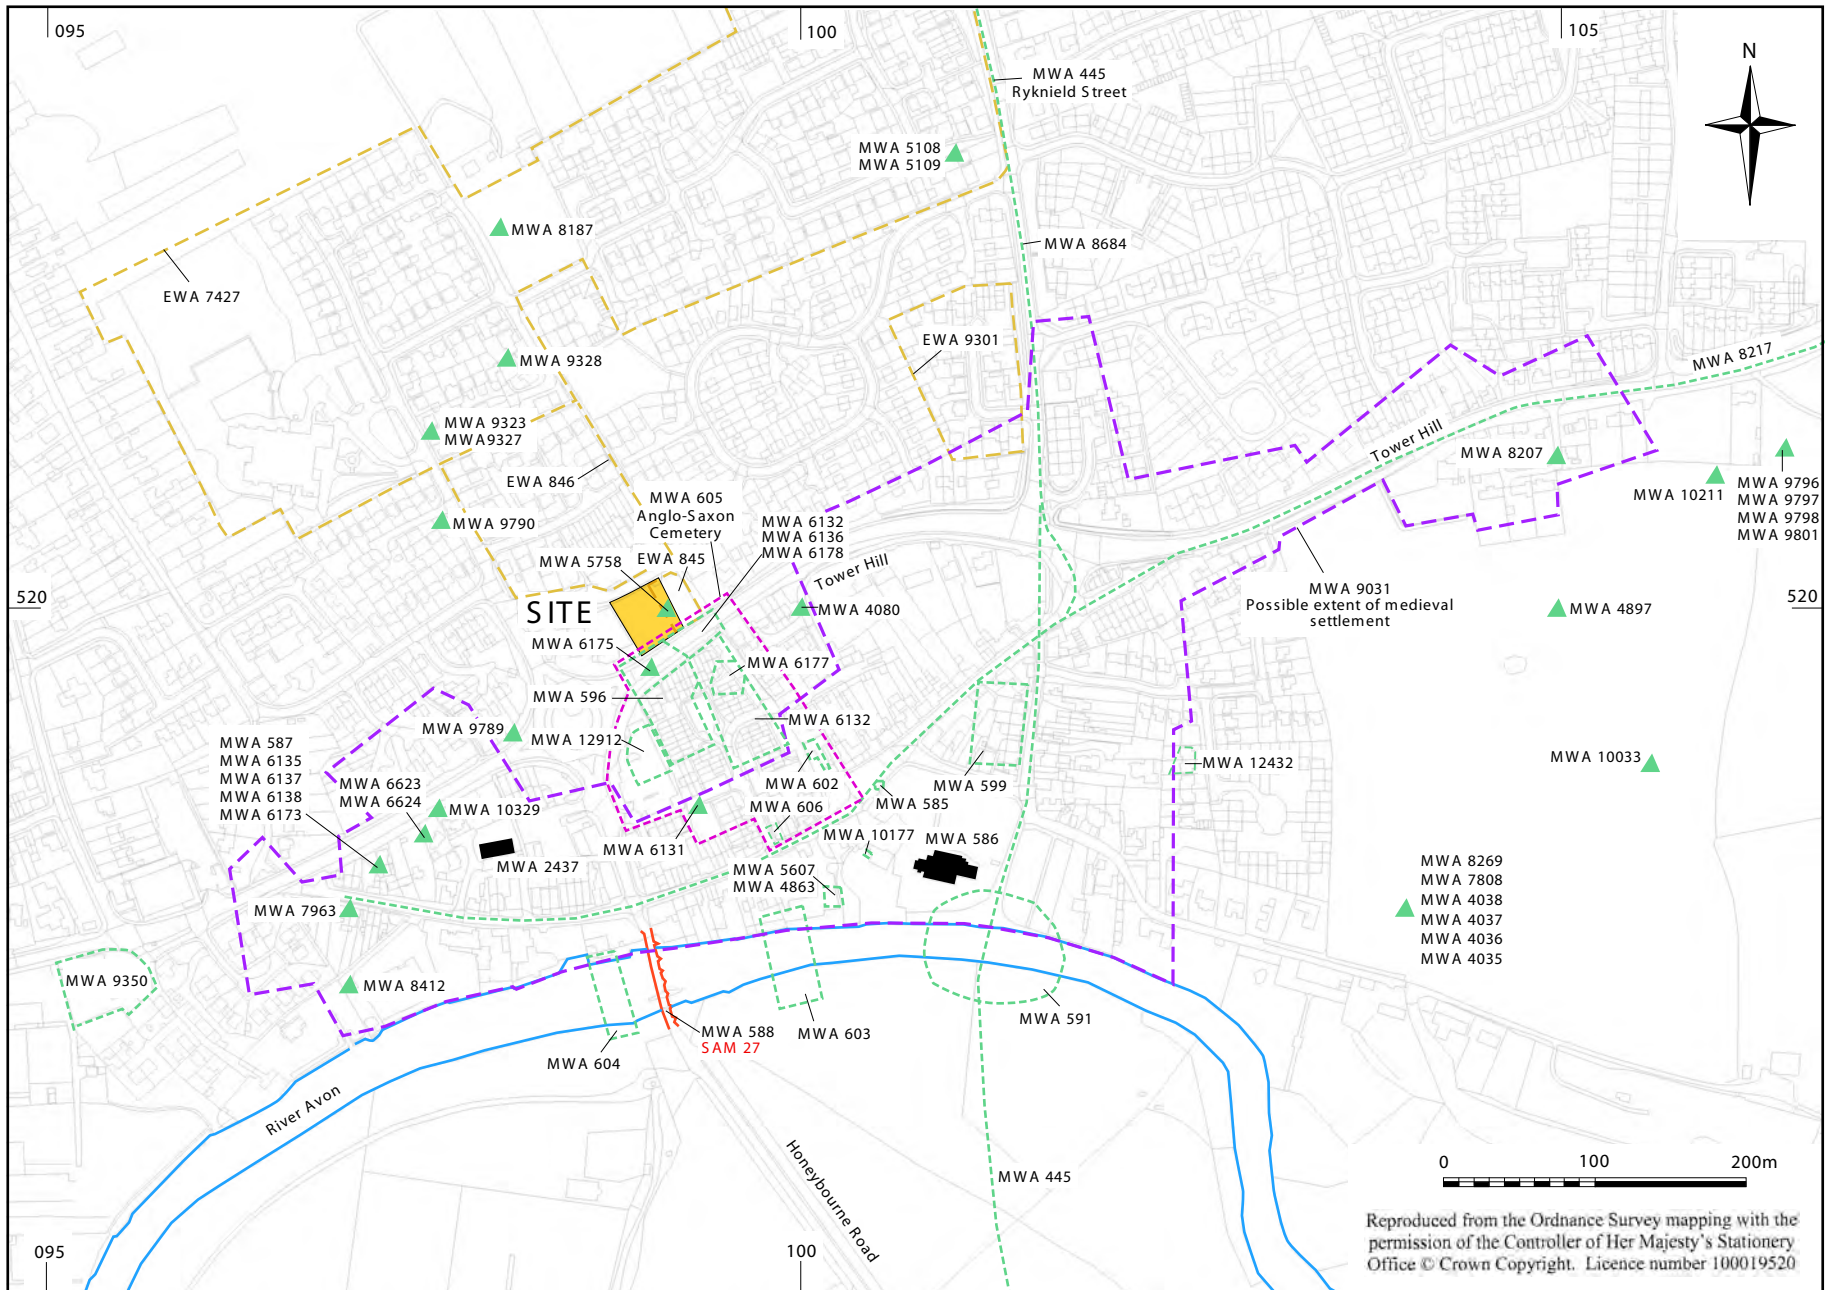 095
100
105
N
MWA 445
Ryknield Street
MWA 5108
MWA 5109
MWA 8187
MWA 8684
EWA 7427
EWA 9301
MWA 8217
MWA 9328
MWA 9323
MWA9327
Tower Hill
MWA 8207
EWA 846
MWA 605
Anglo-Saxon
Cemetery
MWA 10211
MWA 9796
MWA 9797
MWA 9798
MWA 9801
MWA 9790
MWA 6132
MWA 6136
MWA 6178
MWA 5758
EWA 845
Tower Hill
MWA 9031
Possible extent of medieval
settlement
520
SITE
MWA 4080
MWA 4897
520
MWA 6175
MWA 6177
MWA 596
MWA 6132
MWA 9789
MWA 12912
MWA 587
MWA 6135
MWA 6137
MWA 6138
MWA 6173
MWA 6623
MWA 6624
MWA 10329
MWA 602
MWA 599
MWA 12432
MWA 10033
MWA 585
MWA 606
MWA 6131
MWA 10177
MWA 586
MWA 2437
MWA 5607
MWA 4863
MWA 7963
MWA 8269
MWA 7808
MWA 4038
MWA 4037
MWA 4036
MWA 4035
MWA 9350
MWA 8412
MWA 591
MWA 588
SAM 27
MWA 603
MWA 604
River Avon
Honeybourne Road
MWA 445
0
100
200m
Reproduced from the Ordnance Survey mapping with the
permission of the Controller of Her Majesty's Stationery
Office © Crown Copyright. Licence number 100019520
095
100